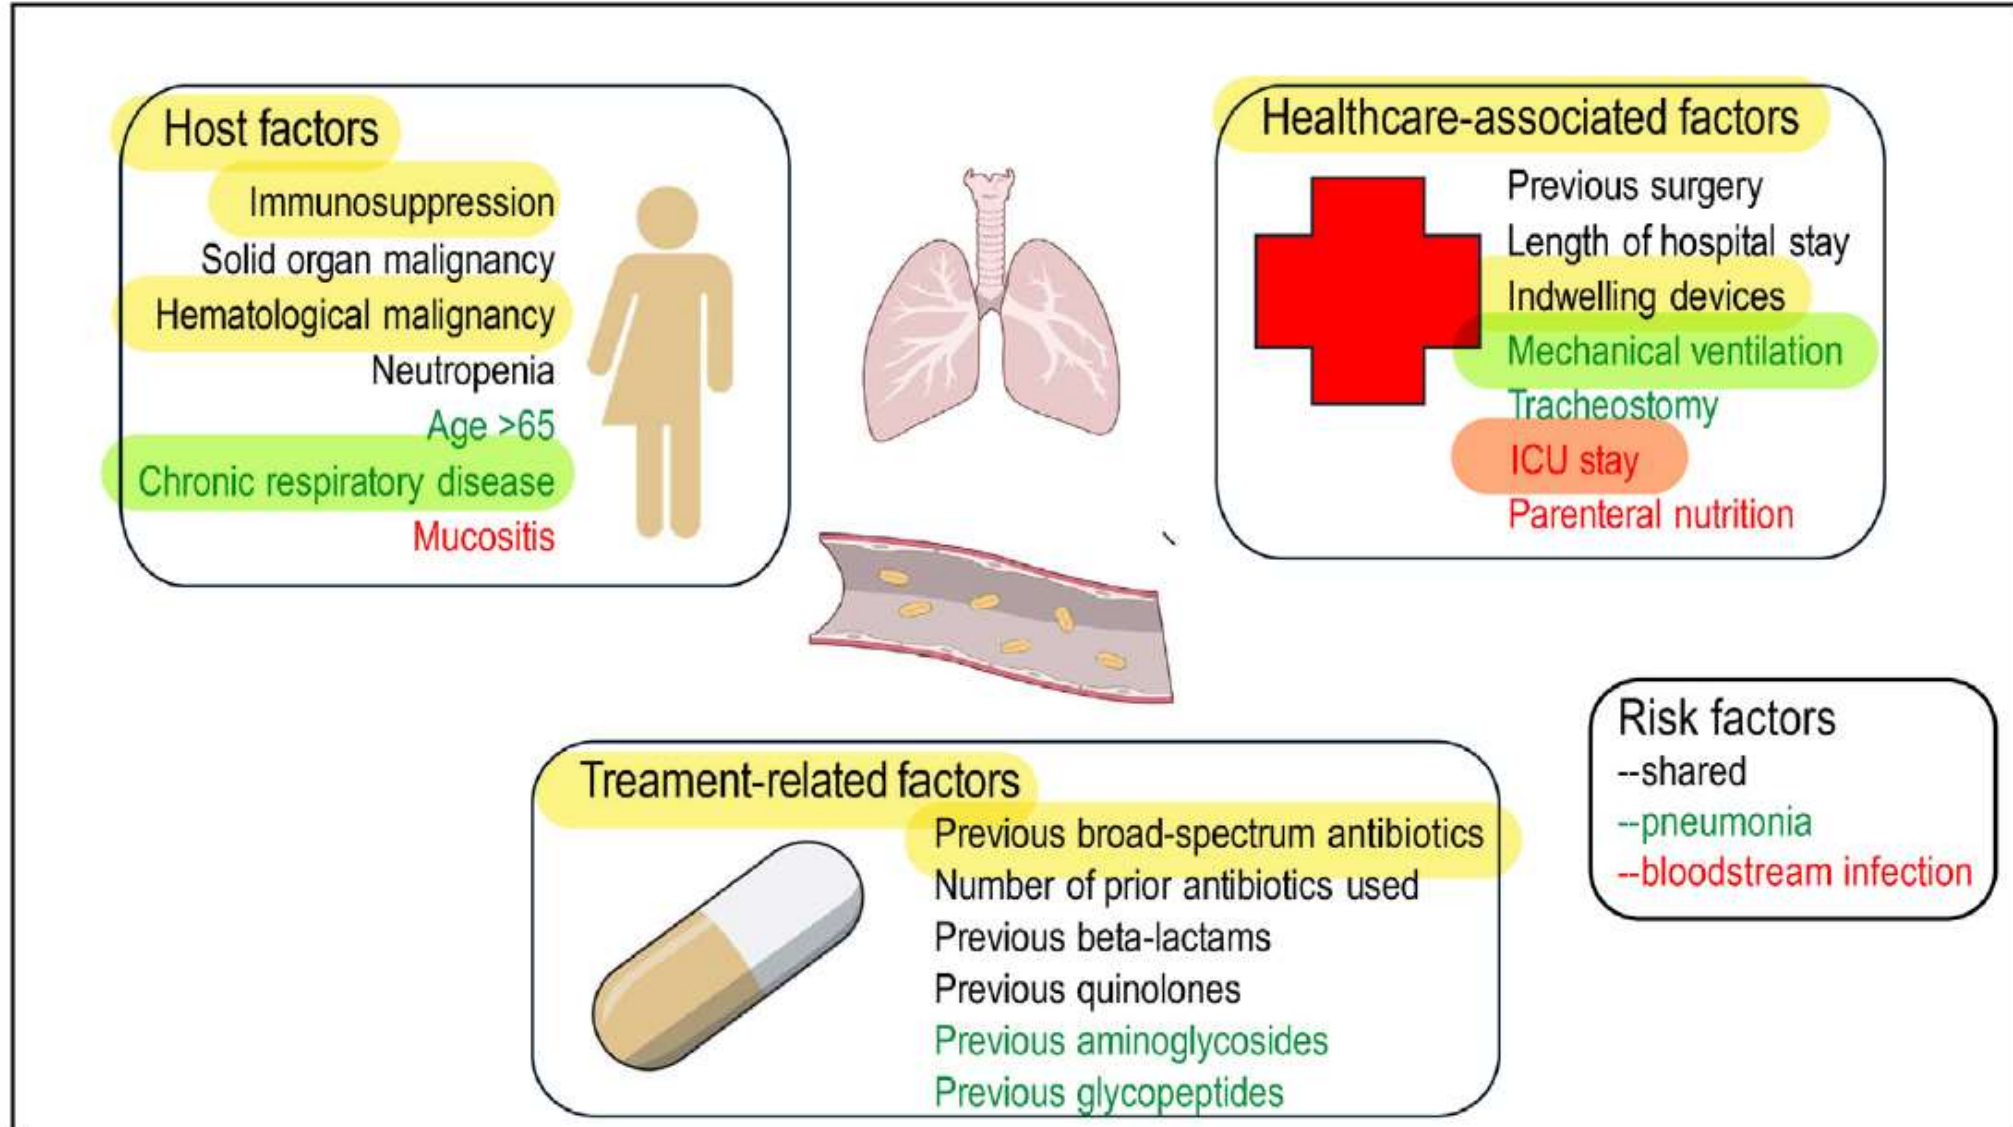 Host factors
Immunosuppression
Solid organ malignancy
Hematological malignancy
Neutropenia
Age >65
Chronic respiratory disease
Mucositis
Healthcare-associated factors
Previous surgery
Length of hospital stay
Indwelling devices
Mechanical ventilation
Tracheostomy
ICU stay
Parenteral nutrition
Treament-related factors
Previous broad-spectrum antibiotics
Number of prior antibiotics used
Previous beta-lactams
Previous quinolones
Previous aminoglycosides
Previous glycopeptides
Risk factors
--shared
--pneumonia
--bloodstream infection